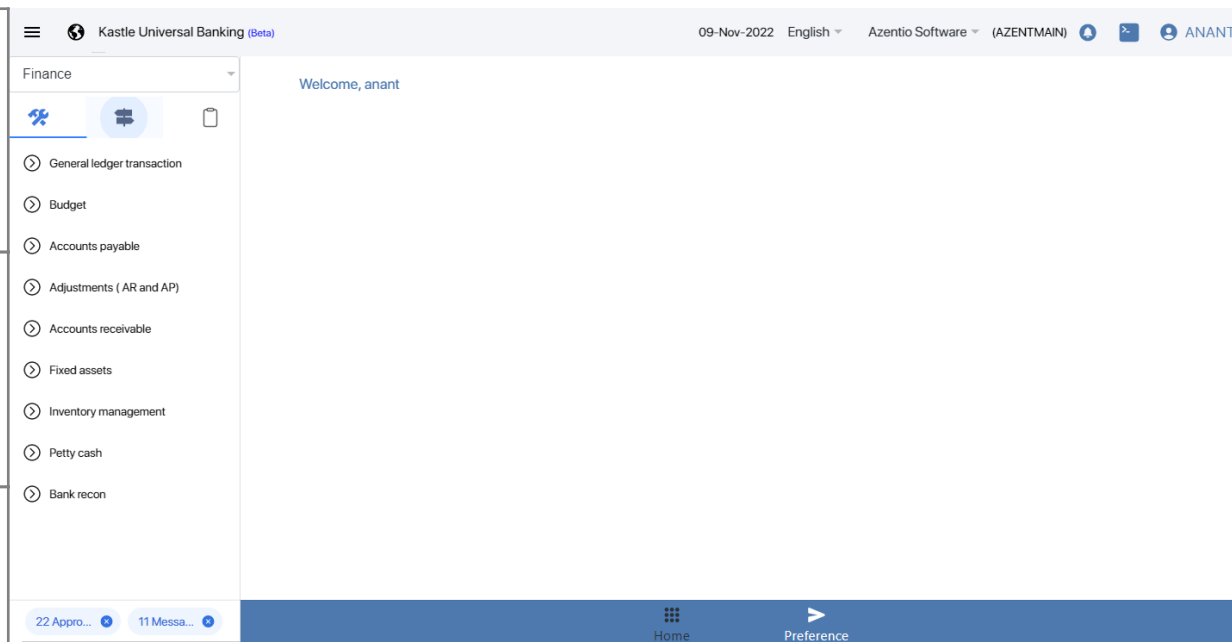 Kastle Universal Banking (Beta)
09-Nov-2022 English Azentio Software (AZENTMAIN) ANANT
Finance
Welcome, anant
General ledger transaction
Budget
Accounts payable
Adjustments ( AR and AP)
Accounts receivable
Fixed assets
Inventory management
Petty cash
Bank recon
22 Appro... 11 Messa...
Home Preference